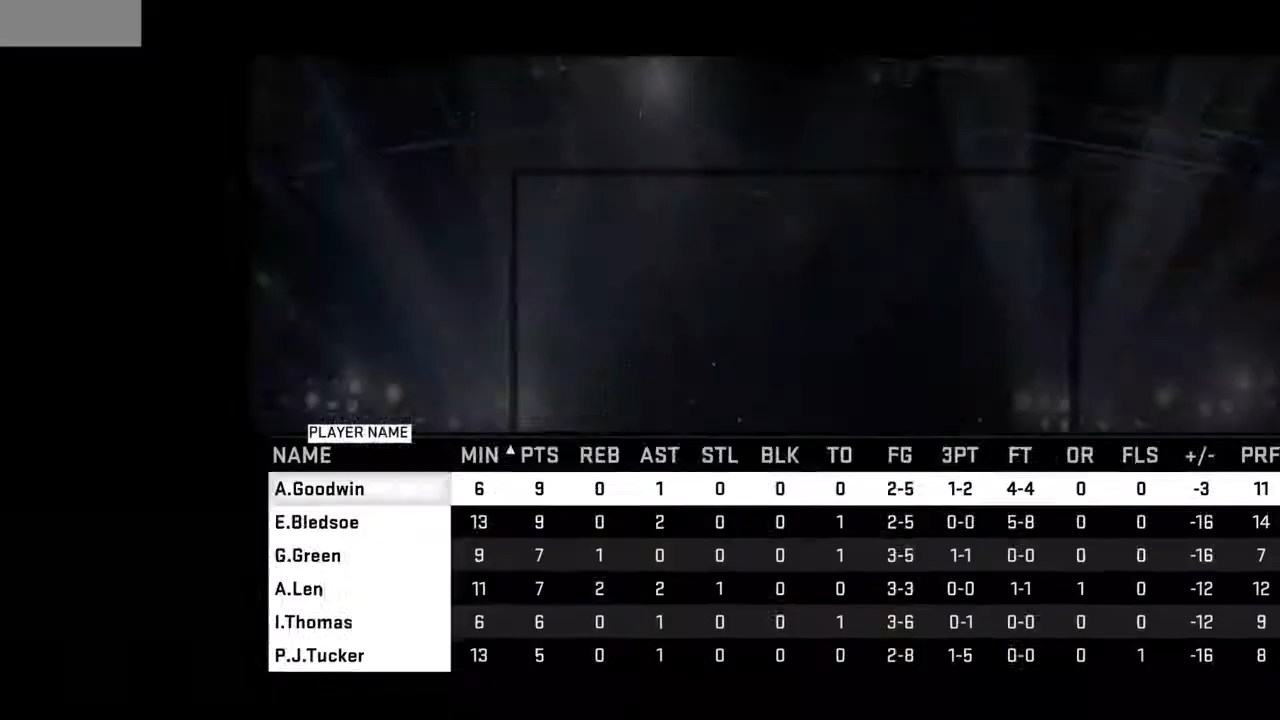 PLAYER NAME
NAME MIN PTS REB AST STL BLK TO FG 3PT FT OR FLS +/- PRF
A.Goodwin 6 9 0 1 0 0 0 2-5 1-2 4-4 0 0 -3 11
E.Bledsoe 13 9 0 2 0 0 1 2-5 0-0 5-8 0 0 -16 14
G.Green 9 7 1 0 0 0 1 3-5 1-1 0-0 0 0 -16 7
A.Len 11 7 2 2 1 0 0 3-3 0-0 1-1 1 0 -12 12
I.Thomas 6 6 0 1 0 0 1 3-6 0-1 0-0 0 0 -12 9
P.J.Tucker 13 5 0 1 0 0 0 2-8 1-5 0-0 0 1 -16 8